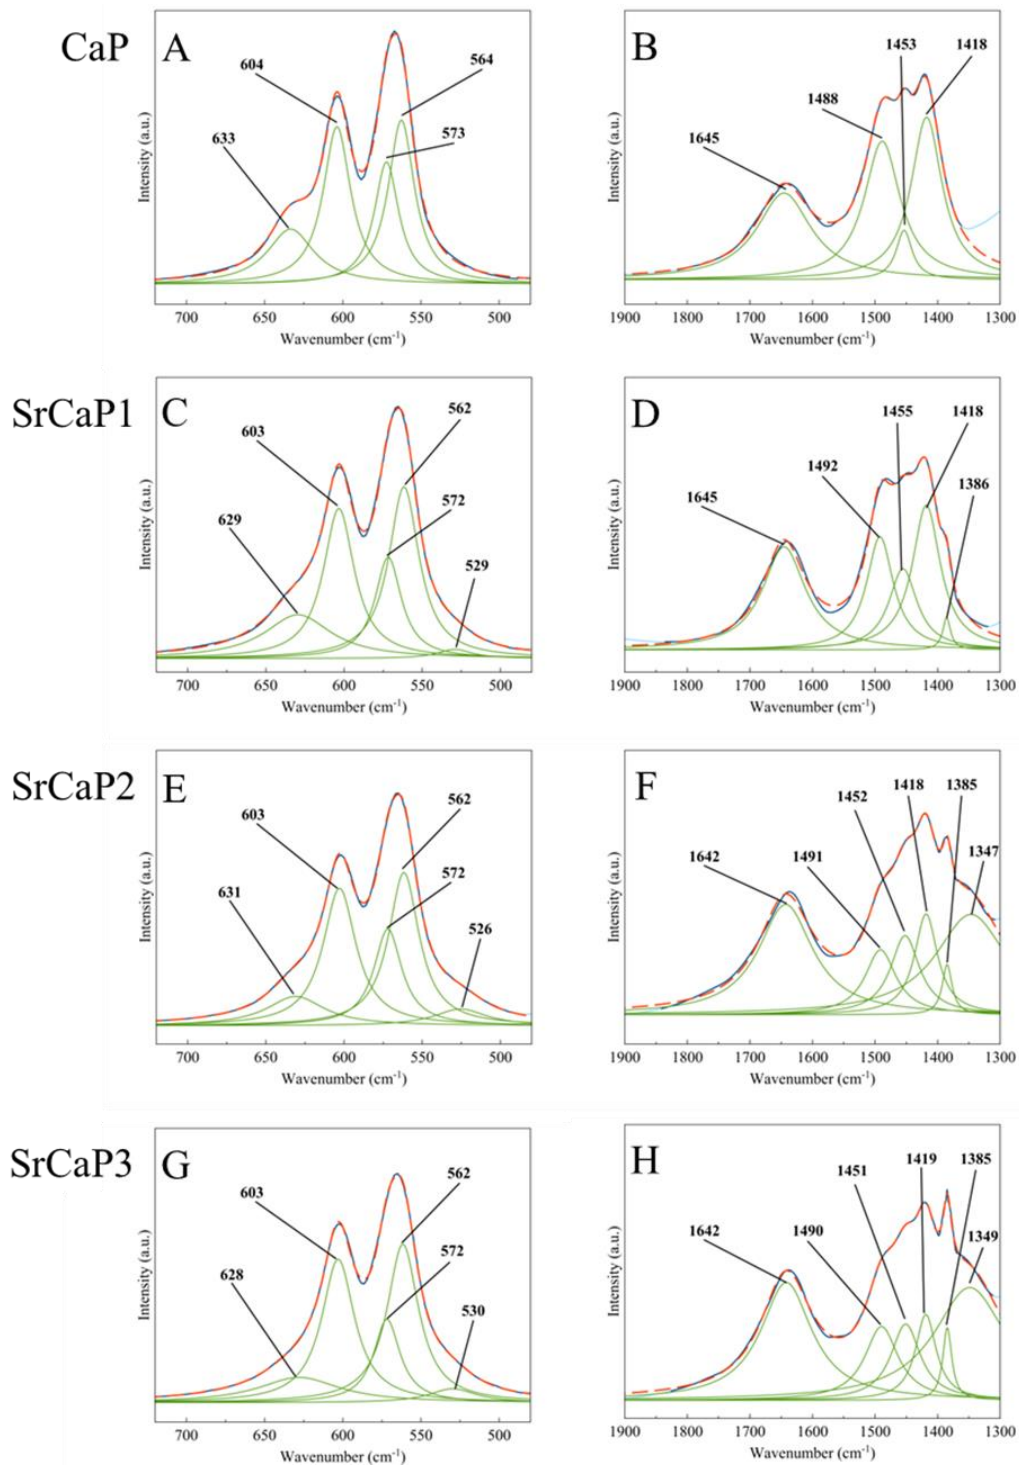 CaP
A
604
564
633
573
Intensity (a.u.)
700 650 600 550 500
Wavenumber (cm-1)
B
1453 1418
1488
1645
Intensity (a.u.)
1900 1800 1700 1600 1500 1400 1300
Wavenumber (cm-1)
SrCaP1
C
603
562
572
629
529
Intensity (a.u.)
700 650 600 550 500
Wavenumber (cm-1)
D
1455 1418
1492
1386
1645
Intensity (a.u.)
1900 1800 1700 1600 1500 1400 1300
Wavenumber (cm-1)
SrCaP2
E
603
562
572
631
526
Intensity (a.u.)
700 650 600 550 500
Wavenumber (cm-1)
F
1452
1418 1385
1642
1491
1347
Intensity (a.u.)
1900 1800 1700 1600 1500 1400 1300
Wavenumber (cm-1)
SrCaP3
G
603
562
572
628
530
Intensity (a.u.)
700 650 600 550 500
Wavenumber (cm-1)
H
1451
1419 1385
1642
1490
1349
Intensity (a.u.)
1900 1800 1700 1600 1500 1400 1300
Wavenumber (cm-1)